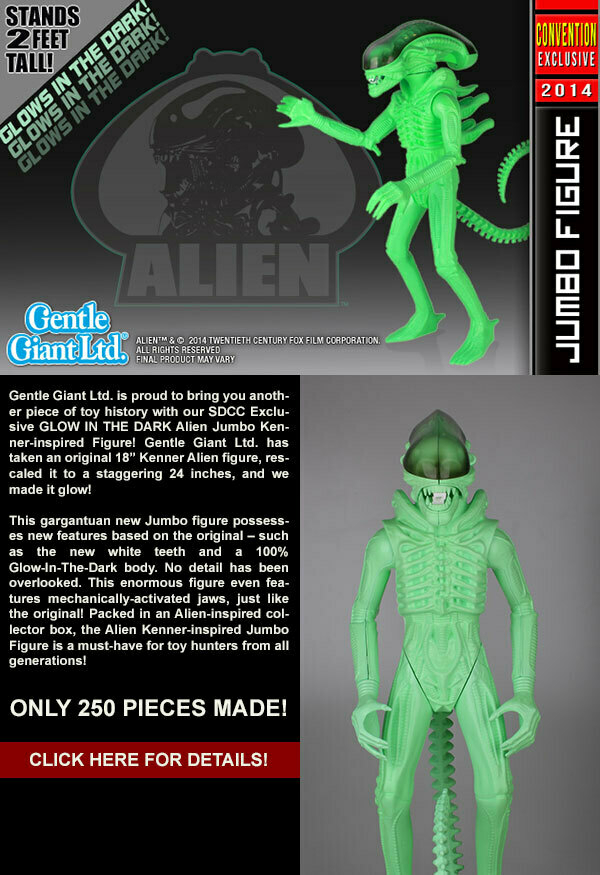 STANDS
2 FEET
TALL!
GLOWS IN THE DARK!
GLOWS IN THE DARK!
GLOWS IN THE DARK!
CONVENTION
EXCLUSIVE
2014
JUMBO FIGURE
ALIEN
™
Gentle
Giant Ltd.®
ALIEN™ & © 2014 TWENTIETH CENTURY FOX FILM CORPORATION.
ALL RIGHTS RESERVED
FINAL PRODUCT MAY VARY
Gentle Giant Ltd. is proud to bring you anoth-
er piece of toy history with our SDCC Exclu-
sive GLOW IN THE DARK Alien Jumbo Ken-
ner-inspired Figure! Gentle Giant Ltd. has
taken an original 18” Kenner Alien figure, res-
caled it to a staggering 24 inches, and we
made it glow!
This gargantuan new Jumbo figure possess-
es new features based on the original – such
as the new white teeth and a 100%
Glow-In-The-Dark body. No detail has been
overlooked. This enormous figure even fea-
tures mechanically-activated jaws, just like
the original! Packed in an Alien-inspired col-
lector box, the Alien Kenner-inspired Jumbo
Figure is a must-have for toy hunters from all
generations!
ONLY 250 PIECES MADE!
CLICK HERE FOR DETAILS!